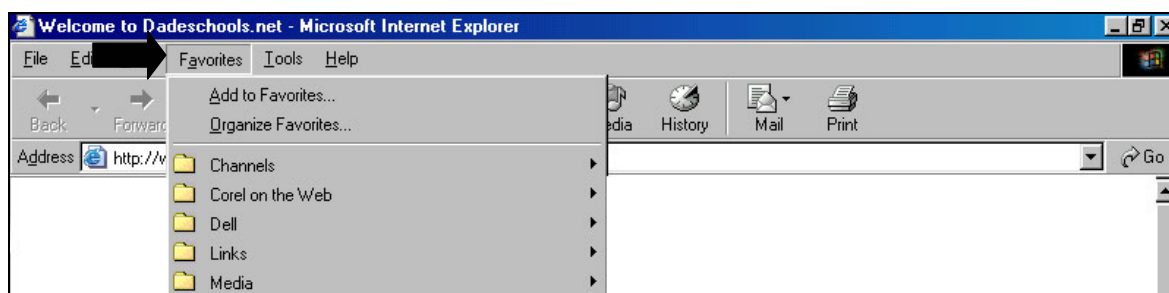 Welcome to Dadeschools.net - Microsoft Internet Explorer
File Favorites Tools Help
Back Forward History Mail Print
Add to Favorites...
Organize Favorites...
Address http:// Go
Channels
Corel on the Web
Dell
Links
Media